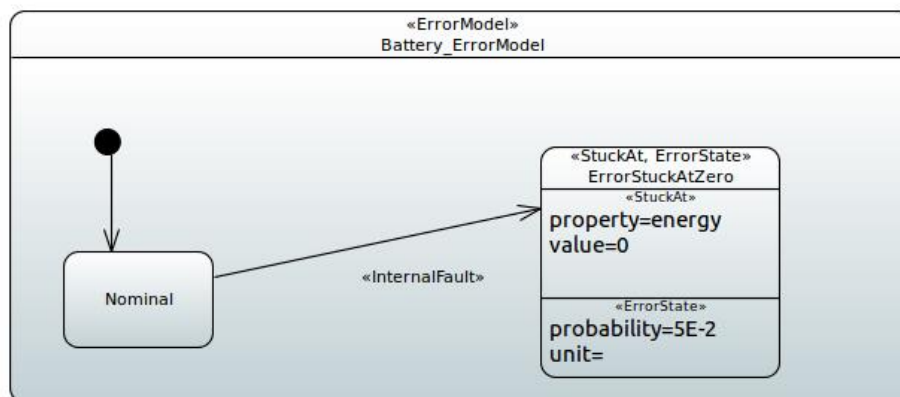 «ErrorModel»
Battery_ErrorModel
«StuckAt, ErrorState»
ErrorStuckAtZero
«StuckAt»
property=energy
value=0
«InternalFault»
Nominal
«ErrorState»
probability=5E-2
unit=